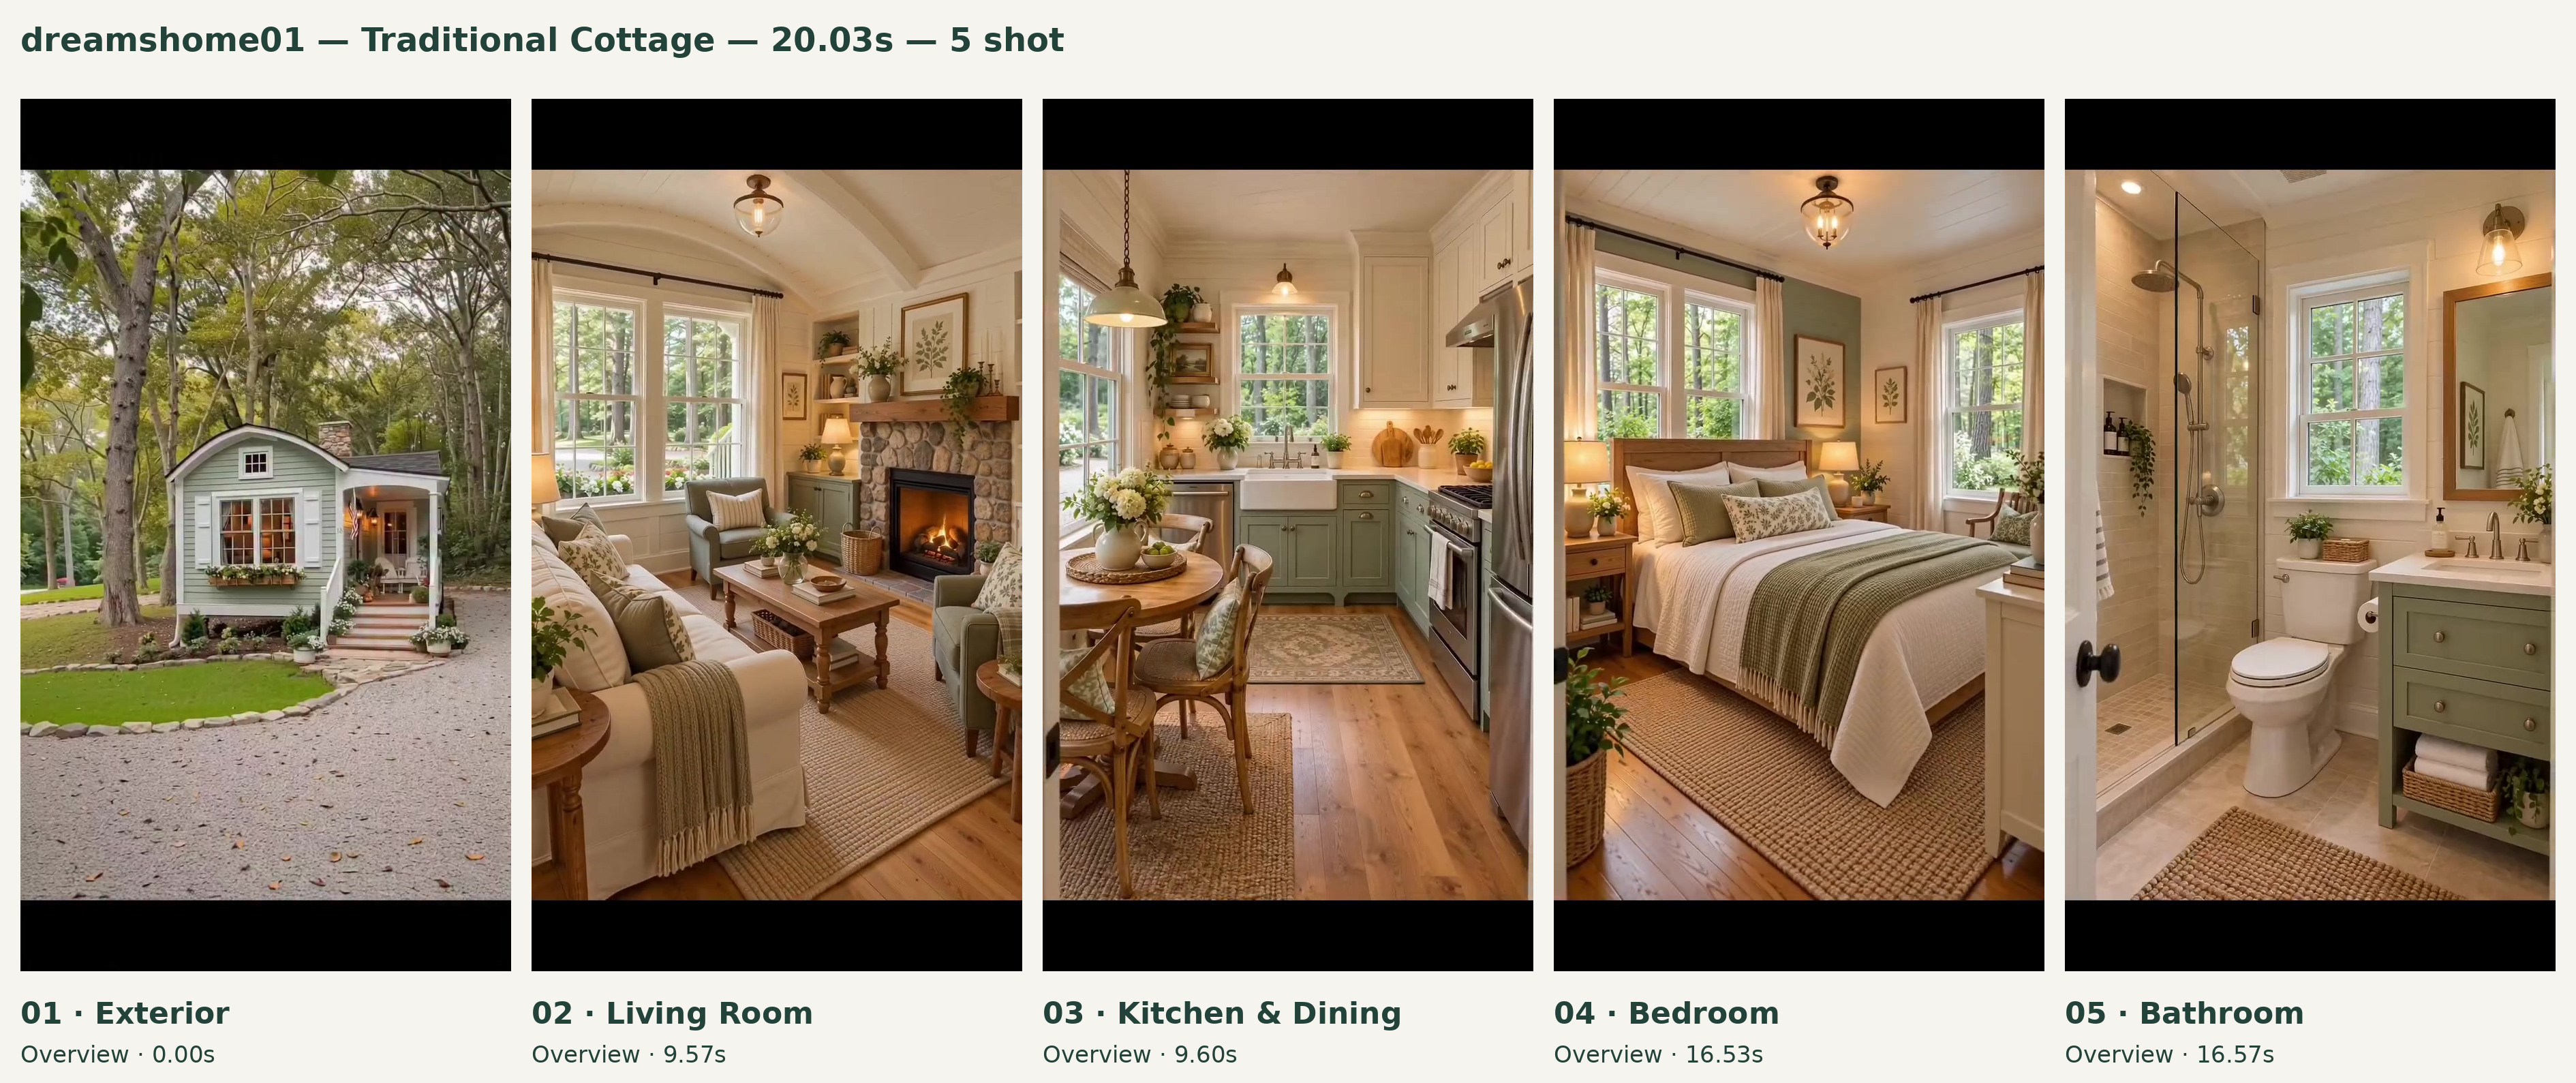 dreamshome01 — Traditional Cottage — 20.03s — 5 shot
01 · Exterior
Overview · 0.00s
02 · Living Room
Overview · 9.57s
03 · Kitchen & Dining
Overview · 9.60s
04 · Bedroom
Overview · 16.53s
05 · Bathroom
Overview · 16.57s